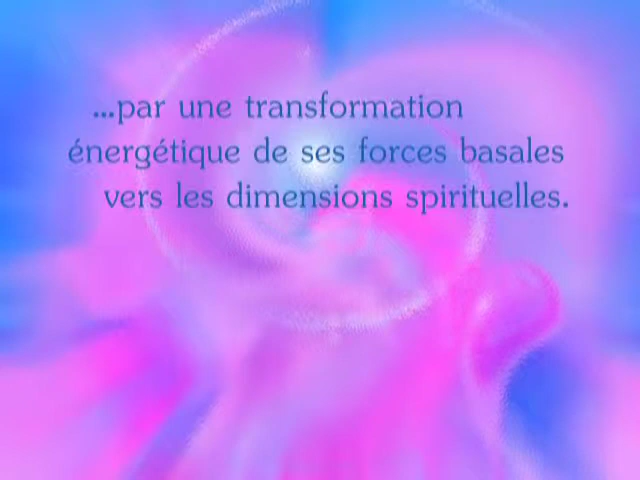 ...par une transformation
énergétique de ses forces basales
vers les dimensions spirituelles.